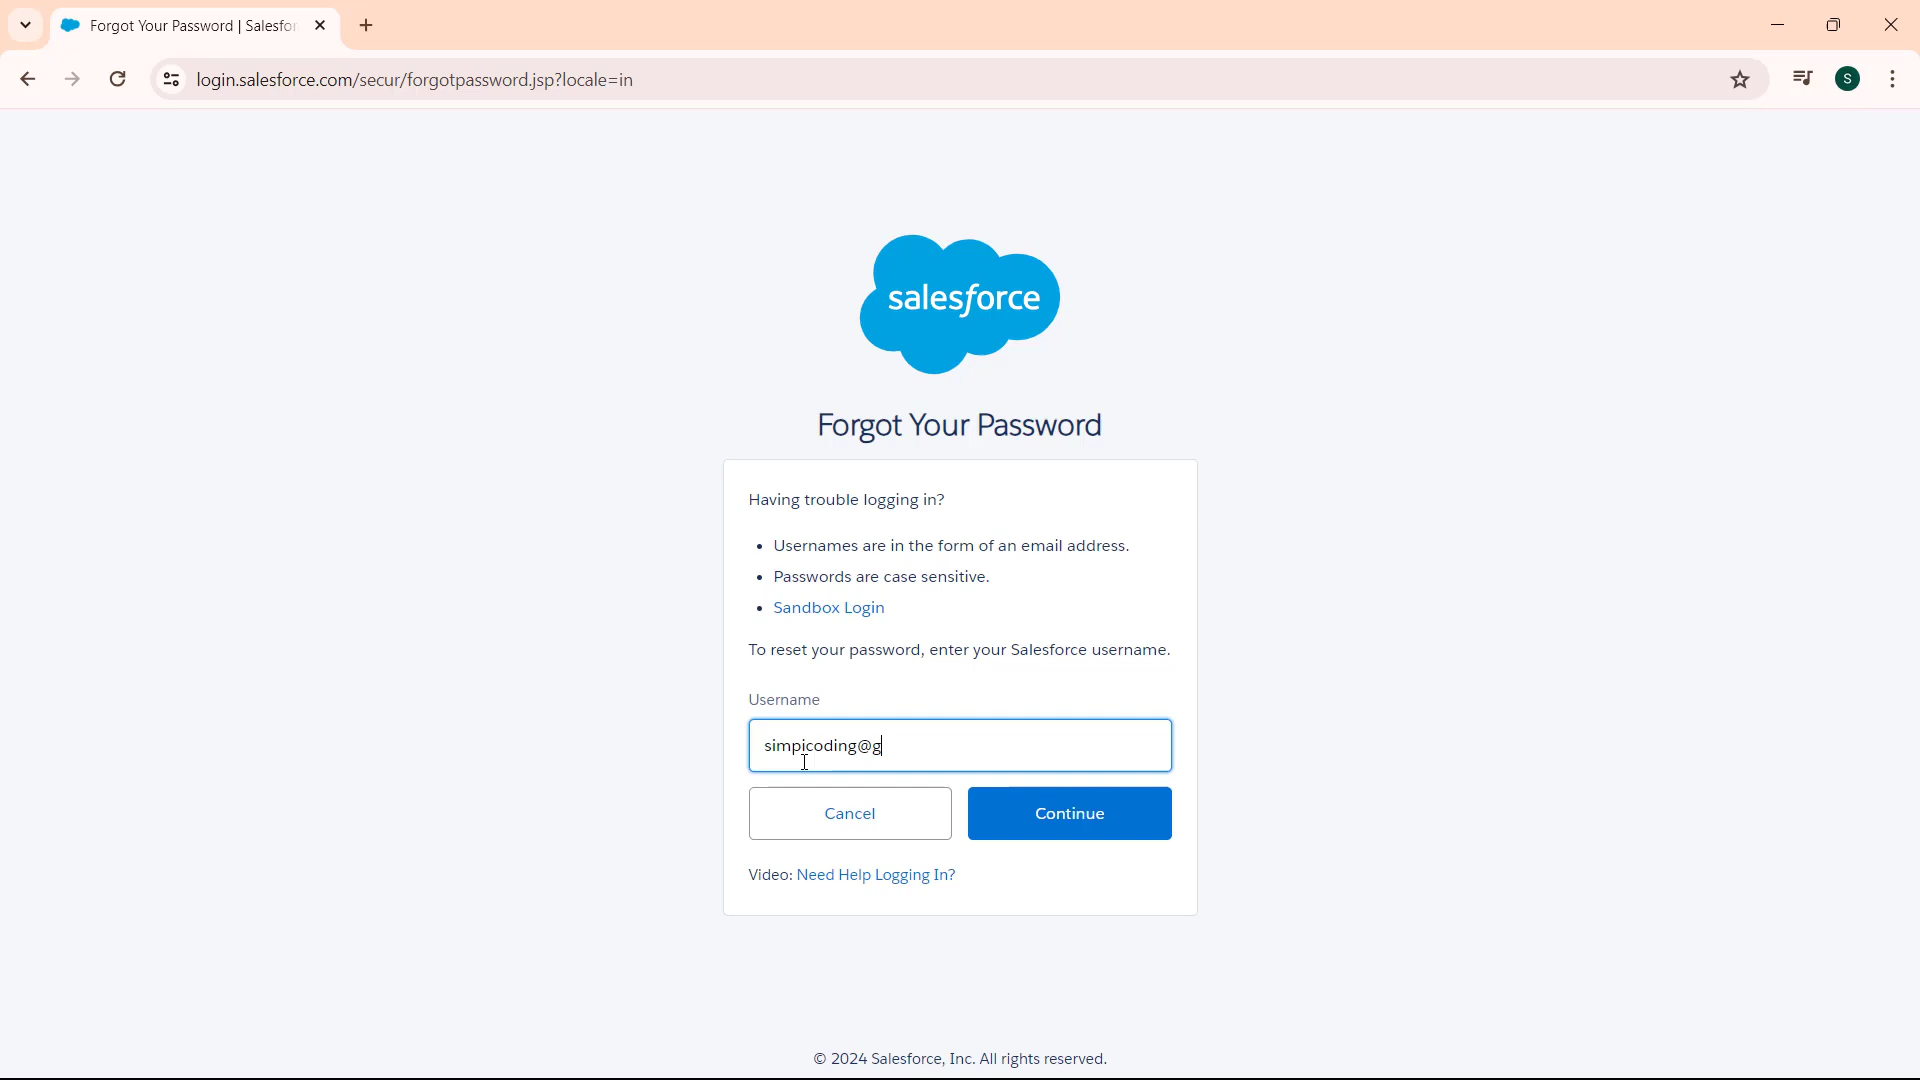 Forgot Your Password | Salesfor
login.salesforce.com/secur/forgotpassword.jsp?locale=in
S
salesforce
Forgot Your Password
Having trouble logging in?
• Usernames are in the form of an email address.
• Passwords are case sensitive.
• Sandbox Login
To reset your password, enter your Salesforce username.
Username
simpicoding@g
Cancel
Continue
Video: Need Help Logging In?
© 2024 Salesforce, Inc. All rights reserved.